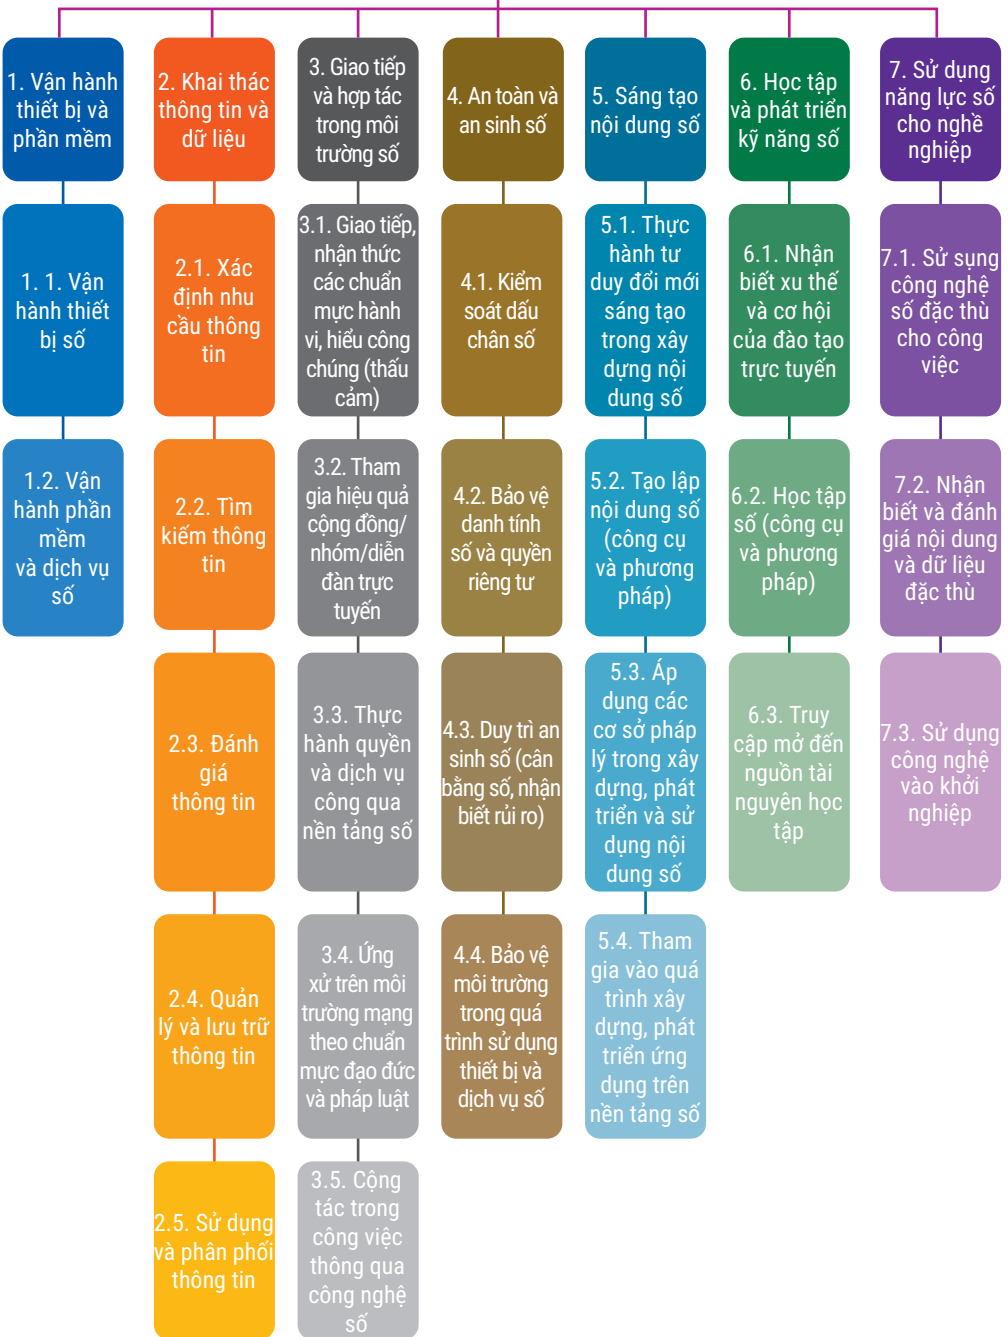 1. Vận hành
thiết bị và
phần mềm
1. 1. Vận
hành thiết
bị số
1.2. Vận
hành phần
mềm
và dịch vụ
số
2. Khai thác
thông tin và
dữ liệu
2.1. Xác
định nhu
cầu thông
tin
2.2. Tìm
kiếm thông
tin
2.3. Đánh
giá
thông tin
2.4. Quản
lý và lưu trữ
thông tin
2.5. Sử dụng
và phân phối
thông tin
3. Giao tiếp
và hợp tác
trong môi
trường số
3.1. Giao tiếp,
nhận thức
các chuẩn
mực hành
vi, hiểu công
chúng (thấu
cảm)
3.2. Tham
gia hiệu quả
cộng đồng/
nhóm/diễn
đàn trực
tuyến
3.3. Thực
hành quyền
và dịch vụ
công qua
nền tảng số
3.4. Ứng
xử trên môi
trường mạng
theo chuẩn
mực đạo đức
và pháp luật
3.5. Cộng
tác trong
công việc
thông qua
công nghệ
số
4. An toàn và
an sinh số
4.1. Kiểm
soát dấu
chân số
4.2. Bảo vệ
danh tính
số và quyền
riêng tư
4.3. Duy trì an
sinh số (cân
bằng số, nhận
biết rủi ro)
4.4. Bảo vệ
môi trường
trong quá
trình sử dụng
thiết bị và
dịch vụ số
5. Sáng tạo
nội dung số
5.1. Thực
hành tư
duy đổi mới
sáng tạo
trong xây
dựng nội
dung số
5.2. Tạo lập
nội dung số
(công cụ
và phương
pháp)
5.3. Áp
dụng các
cơ sở pháp
lý trong xây
dựng, phát
triển và sử
dụng nội
dung số
5.4. Tham
gia vào quá
trình xây
dựng, phát
triển ứng
dụng trên
nền tảng số
6. Học tập
và phát triển
kỹ năng số
6.1. Nhận
biết xu thế
và cơ hội
của đào tạo
trực tuyến
6.2. Học tập
số (công cụ
và phương
pháp)
6.3. Truy
cập mở đến
nguồn tài
nguyên học
tập
7. Sử dụng
năng lực số
cho nghề
nghiệp
7.1. Sử sụng
công nghệ
số đặc thù
cho công
việc
7.2. Nhận
biết và đánh
giá nội dung
và dữ liệu
đặc thù
7.3. Sử dụng
công nghệ
vào khởi
nghiệp